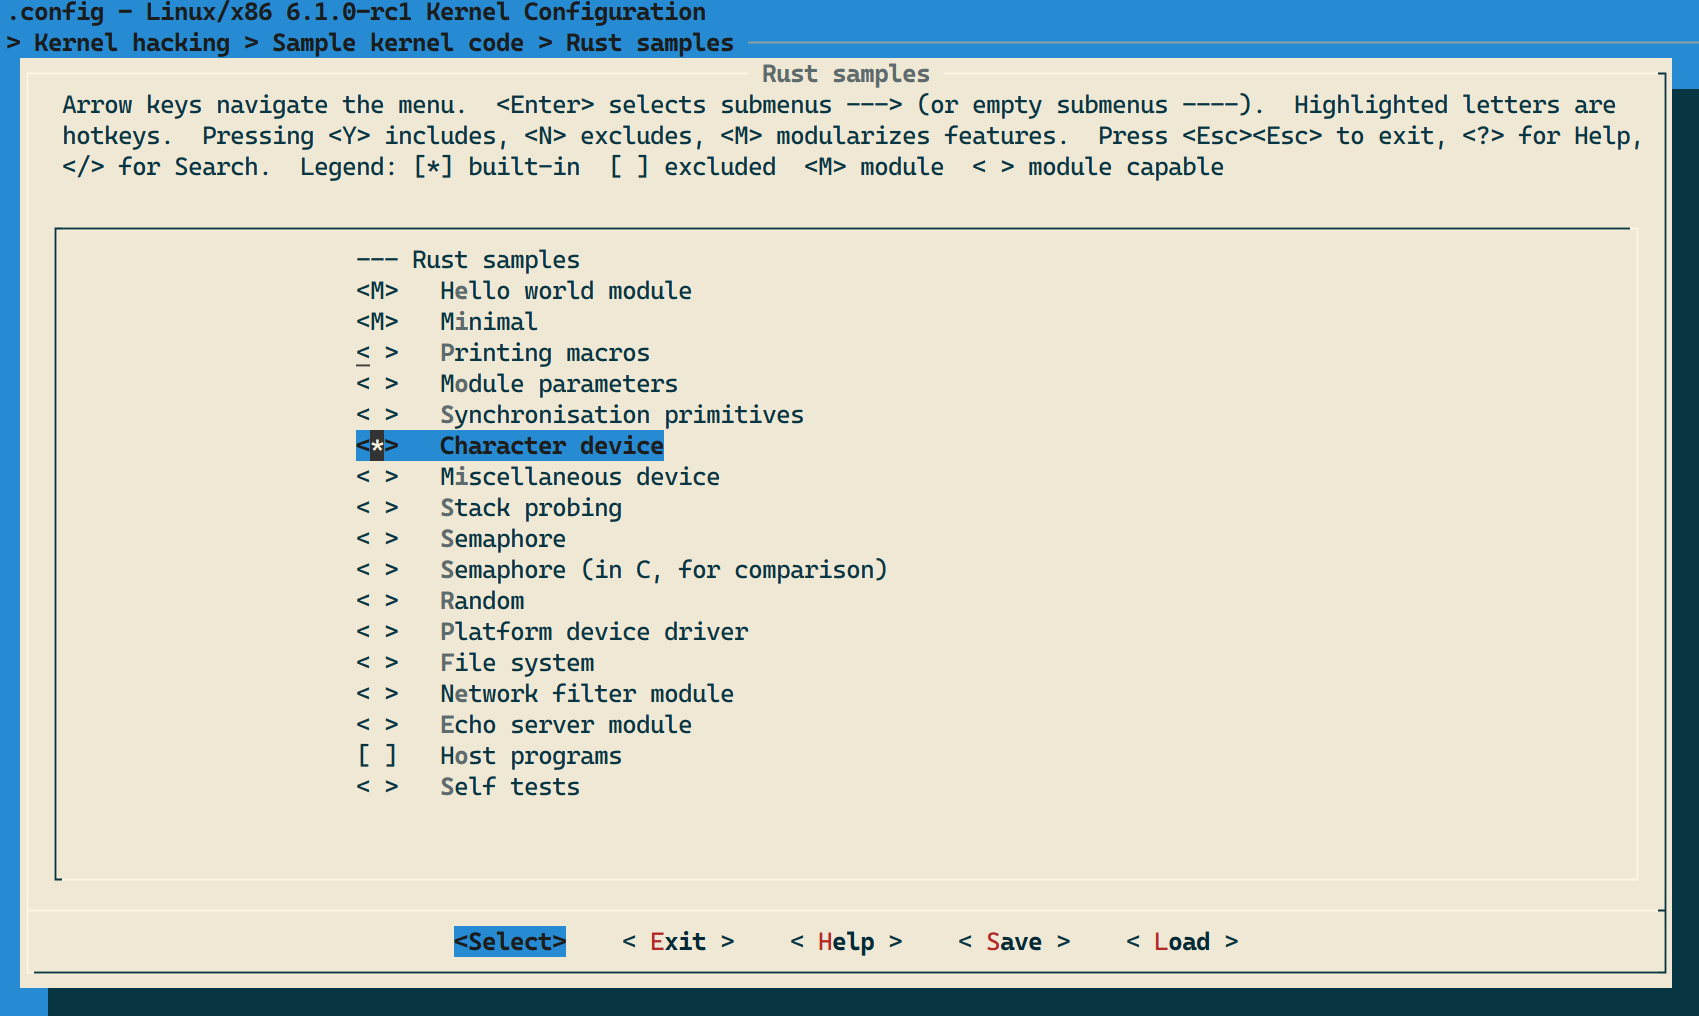 .config - Linux/x86 6.1.0-rc1 Kernel Configuration
> Kernel hacking > Sample kernel code > Rust samples
Rust samples
Arrow keys navigate the menu.  <Enter> selects submenus ---> (or empty submenus ----).  Highlighted letters are
hotkeys.  Pressing <Y> includes, <N> excludes, <M> modularizes features.  Press <Esc><Esc> to exit, <?> for Help,
</> for Search.  Legend: [*] built-in  [ ] excluded  <M> module  < > module capable
--- Rust samples
<M>   Hello world module
<M>   Minimal
< >   Printing macros
< >   Module parameters
< >   Synchronisation primitives
<*>   Character device
< >   Miscellaneous device
< >   Stack probing
< >   Semaphore
< >   Semaphore (in C, for comparison)
< >   Random
< >   Platform device driver
< >   File system
< >   Network filter module
< >   Echo server module
[ ]   Host programs
< >   Self tests
<Select>    < Exit >    < Help >    < Save >    < Load >